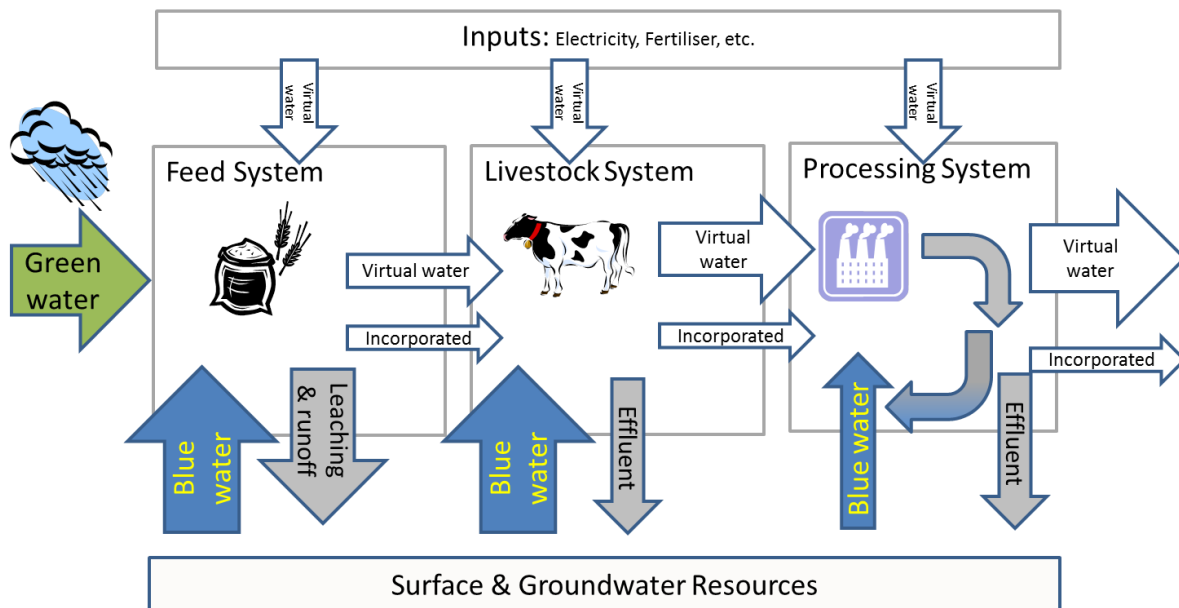 Inputs: Electricity, Fertiliser, etc.
Virtual
water
Virtual
water
Virtual
water
Feed System
Livestock System
Processing System
Green
water
Virtual water
Virtual
water
Virtual
water
Incorporated
Incorporated
Incorporated
Blue
water
Leaching
& runoff
Blue
water
Effluent
Blue water
Effluent
Surface & Groundwater Resources